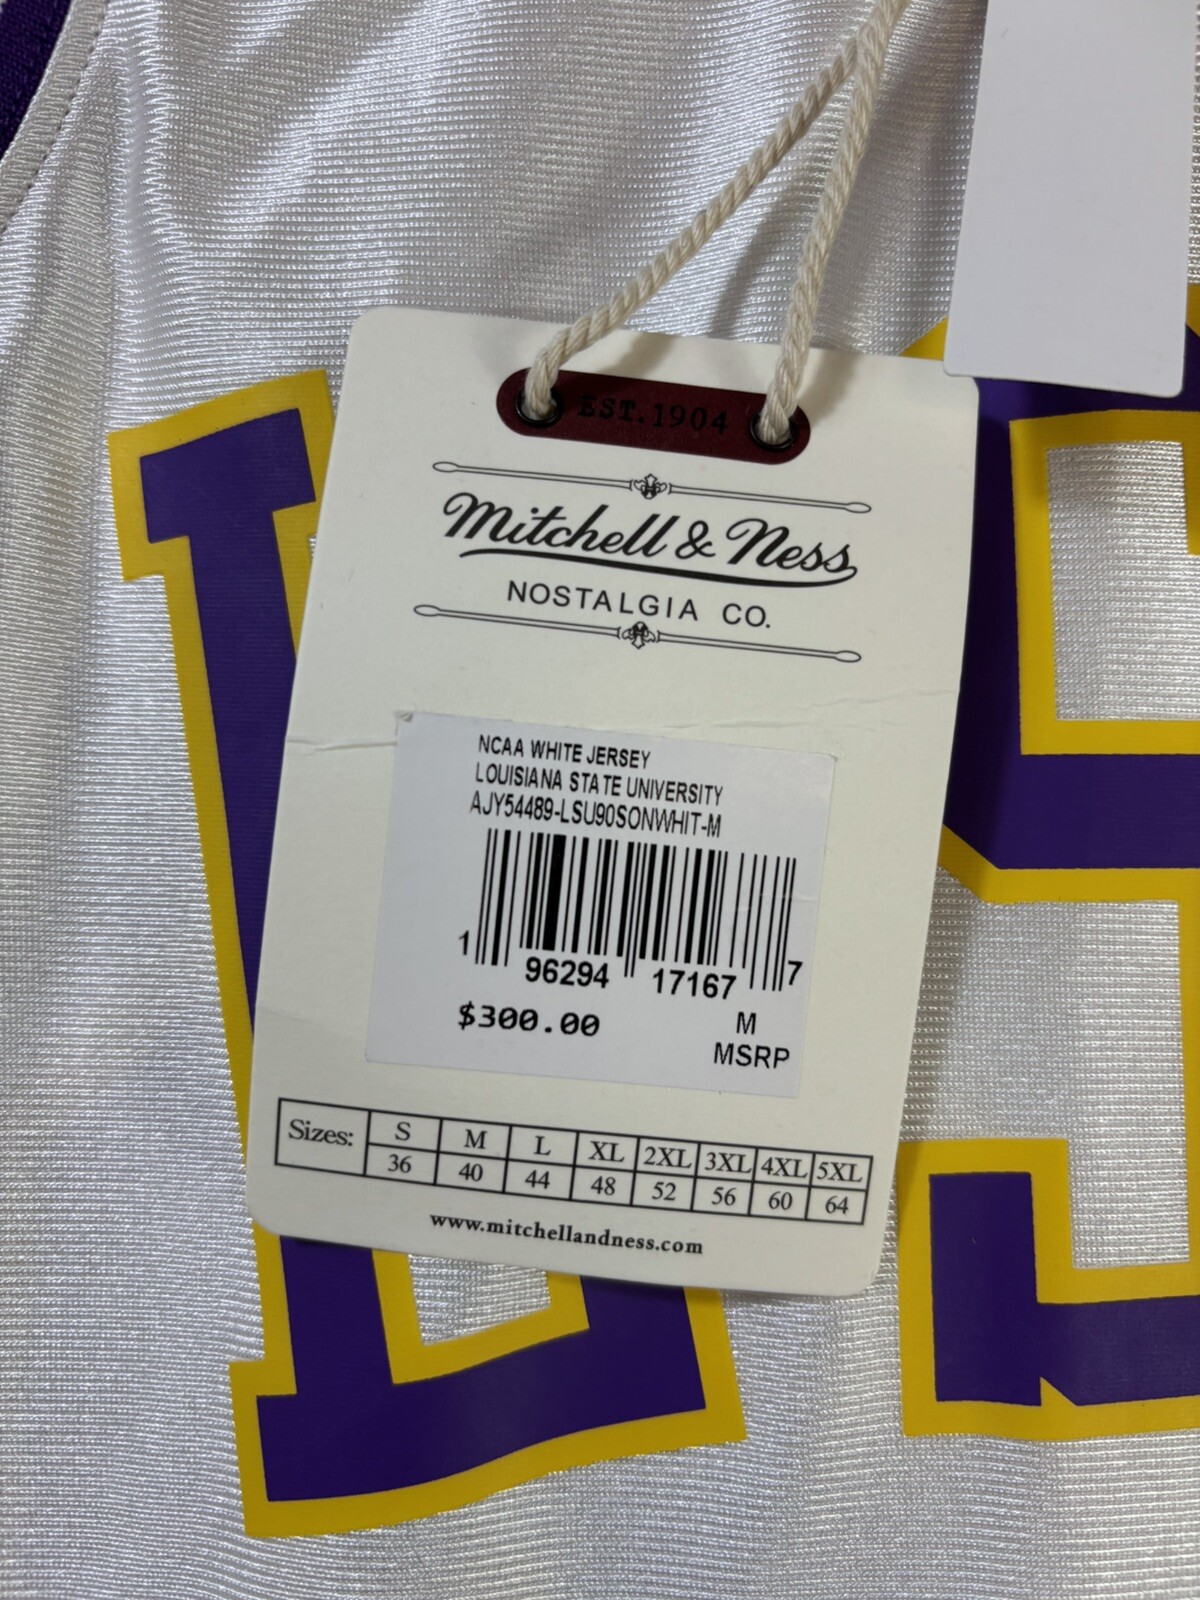 EST.1904
Mitchell & Ness
NOSTALGIA CO.
NCAA WHITE JERSEY
LOUISIANA STATE UNIVERSITY
AJY54489-LSU90SONWHIT-M
1 96294 17167 7
$300.00 M
MSRP
Sizes: S M L XL 2XL 3XL 4XL 5XL
36 40 44 48 52 56 60 64
www.mitchellandness.com
LS